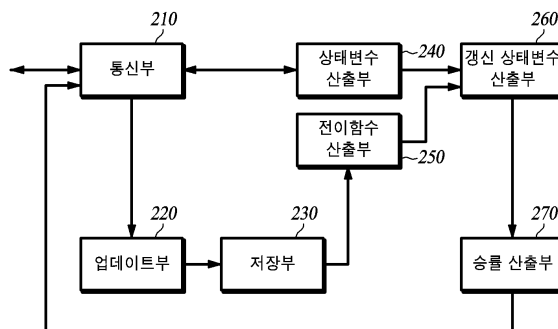 210
통신부
240
상태변수
산출부
260
갱신 상태변수
산출부
전이함수
산출부
250
220
업데이트부
230
저장부
270
승률 산출부